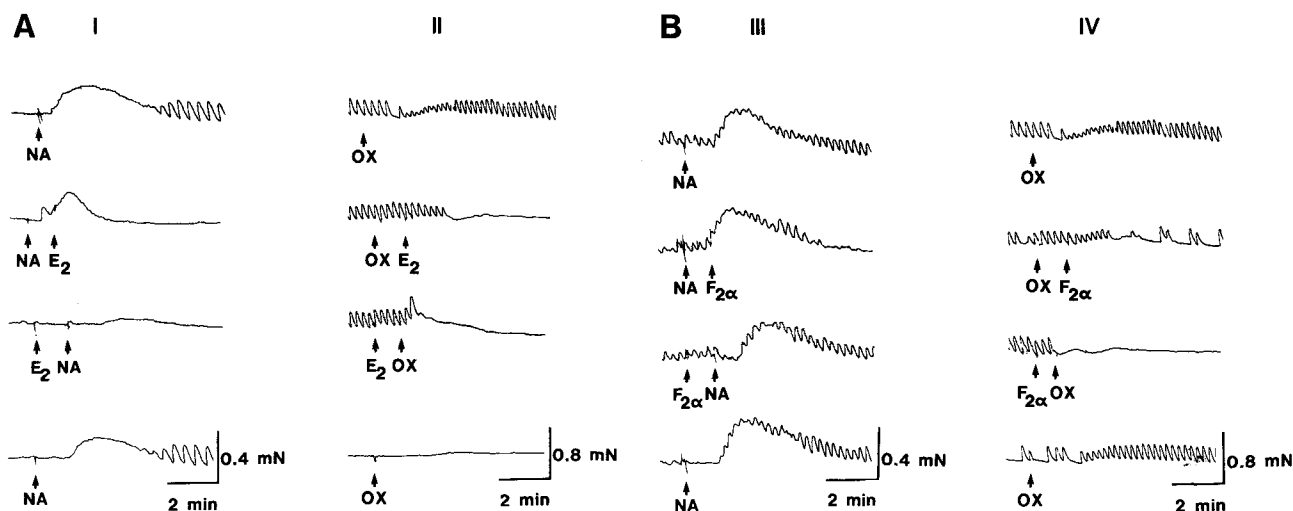 A I II B III IV
NA OX NA OX
NA E₂ OX E₂ NA F₂α OX F₂α
E₂ NA E₂ OX F₂α NA F₂α OX
0.4 mN 0.8 mN 0.4 mN 0.8 mN
NA 2 min OX 2 min NA 2 min OX 2 min